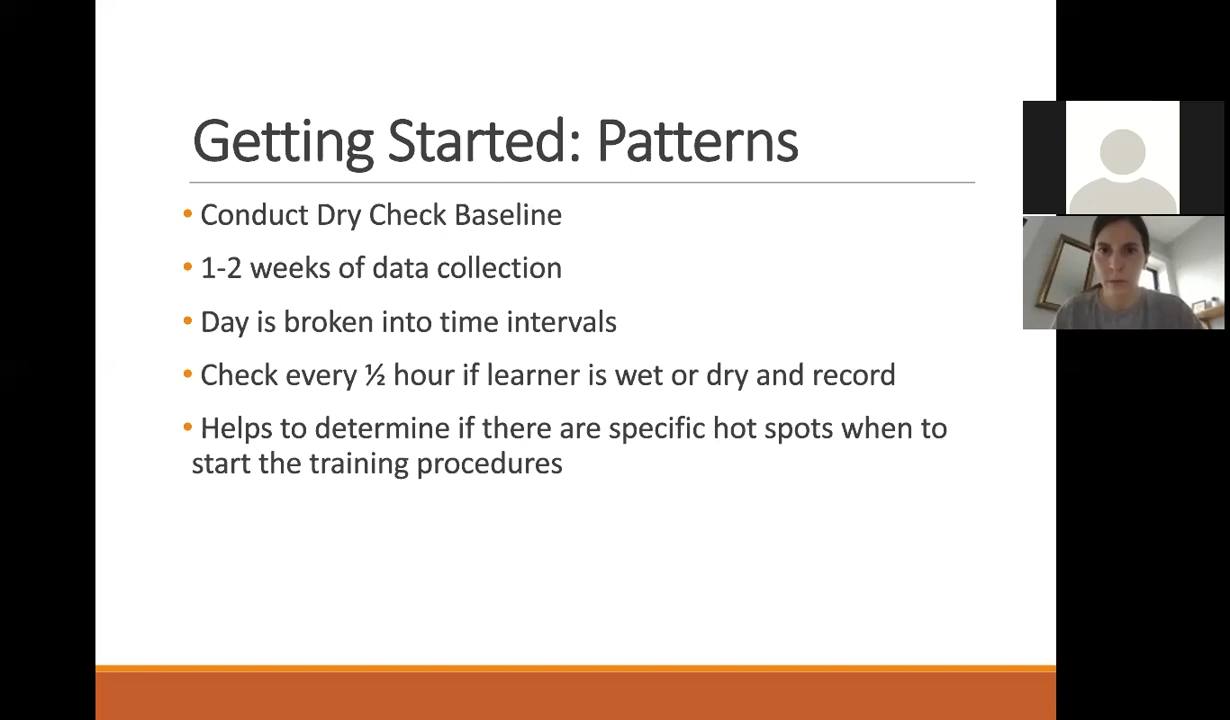 Getting Started: Patterns
• Conduct Dry Check Baseline
• 1-2 weeks of data collection
• Day is broken into time intervals
• Check every ½ hour if learner is wet or dry and record
• Helps to determine if there are specific hot spots when to
start the training procedures